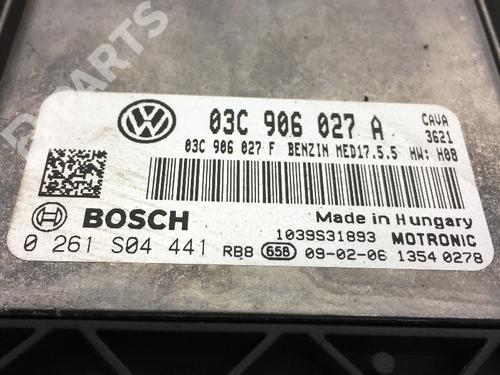 PARTS
03C 906 027 A CAVA
03C 906 027 F BENZIN MED17.5.5 HW: H08 3621
BOSCH Made in Hungary
1039S31893 MOTRONIC
0 261 S04 441 RB8 658 09-02-06 1354 0278